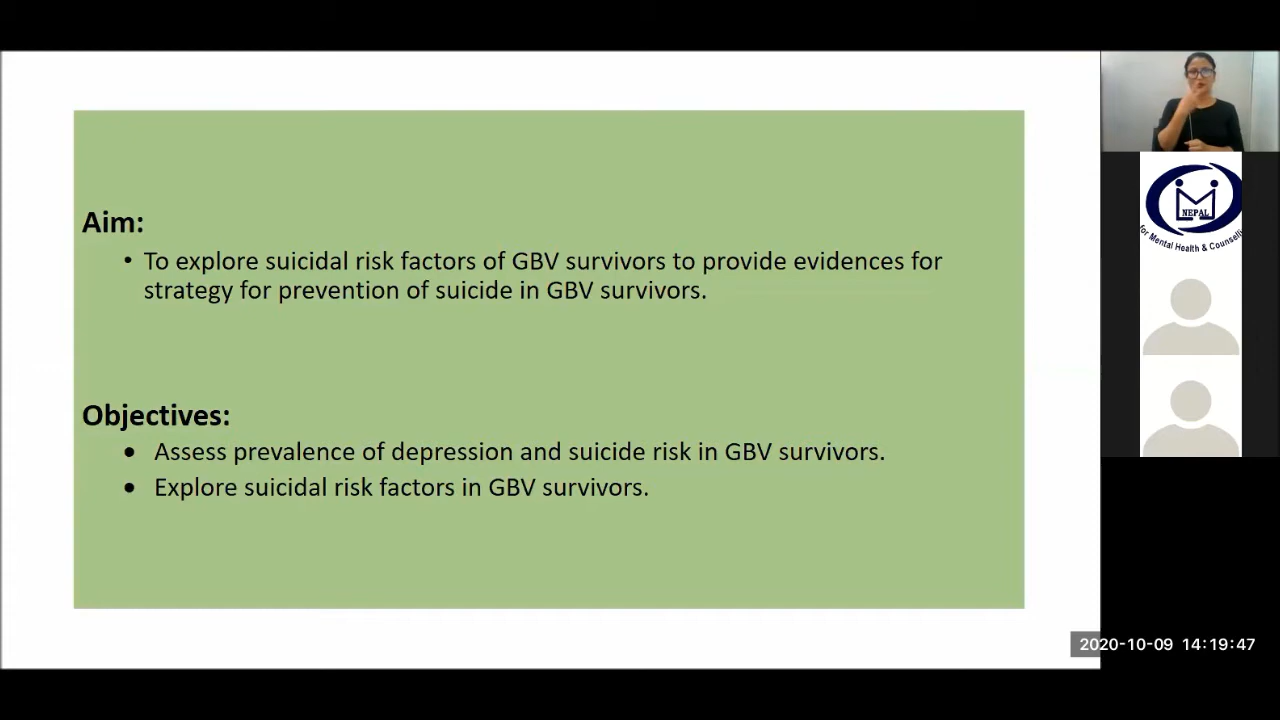 Aim:
• To explore suicidal risk factors of GBV survivors to provide evidences for
strategy for prevention of suicide in GBV survivors.
Objectives:
• Assess prevalence of depression and suicide risk in GBV survivors.
• Explore suicidal risk factors in GBV survivors.
NEPAL
for Mental Health &
2020-10-09 14:19:47